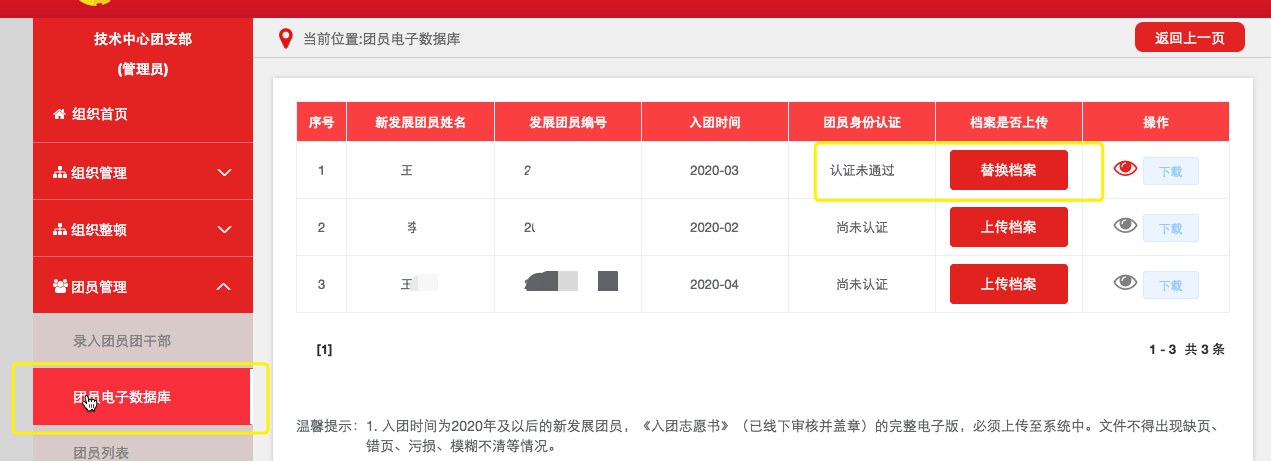 技术中心团支部
(管理员)
组织首页
组织管理
组织整顿
团员管理
录入团员团干部
团员电子数据库
团员列表
当前位置:团员电子数据库
返回上一页
序号 新发展团员姓名 发展团员编号 入团时间 团员身份认证 档案是否上传 操作
1 王 2 2020-03 认证未通过 替换档案 下载
2 李 20 2020-02 尚未认证 上传档案 下载
3 王 2020-04 尚未认证 上传档案 下载
[1]
1 - 3 共 3 条
温馨提示：1. 入团时间为2020年及以后的新发展团员，《入团志愿书》（已线下审核并盖章）的完整电子版，必须上传至系统中。文件不得出现缺页、
错页、污损、模糊不清等情况。